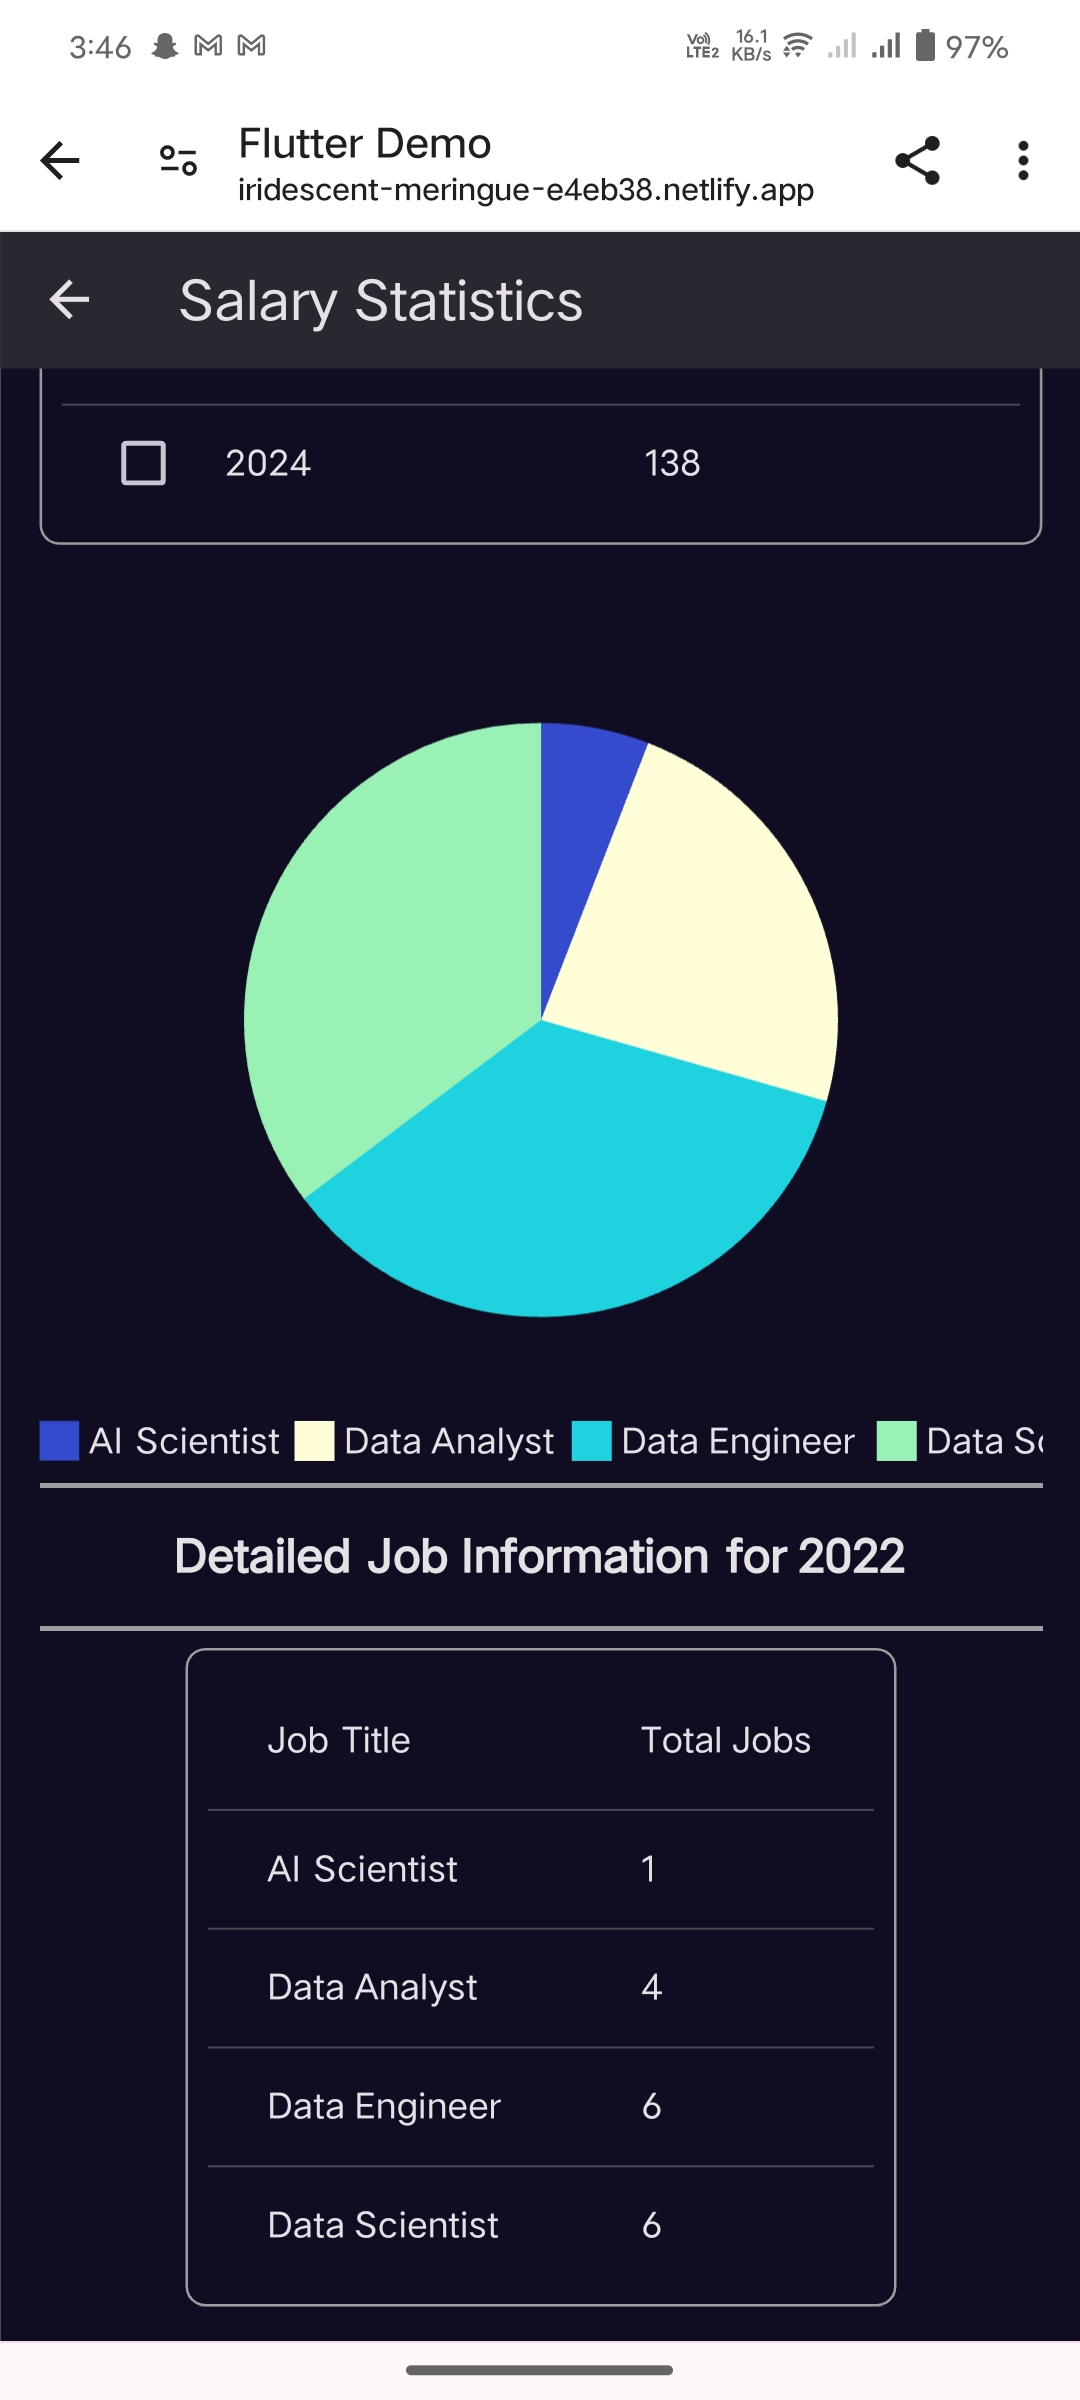 3:46 Vo)) LTE2 16.1 KB/s 97%
Flutter Demo
iridescent-meringue-e4eb38.netlify.app
Salary Statistics
2024 138
AI Scientist Data Analyst Data Engineer Data Sc
Detailed Job Information for 2022
Job Title Total Jobs
AI Scientist 1
Data Analyst 4
Data Engineer 6
Data Scientist 6